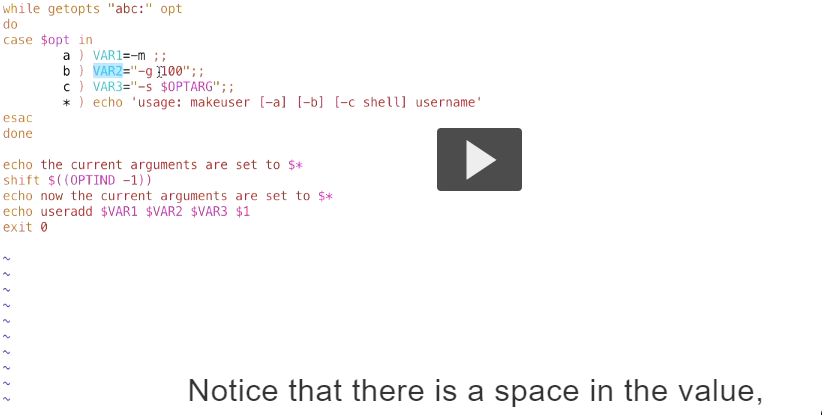 while getopts "abc:" opt
do
case $opt in
        a ) VAR1=-m ;;
        b ) VAR2="-g 100";;
        c ) VAR3="-s $OPTARG";;
        * ) echo 'usage: makeuser [-a] [-b] [-c shell] username'
esac
done

echo the current arguments are set to $*
shift $((OPTIND -1))
echo now the current arguments are set to $*
echo useradd $VAR1 $VAR2 $VAR3 $1
exit 0
~
~
~
~
~
~
~
~
~
~
Notice that there is a space in the value,